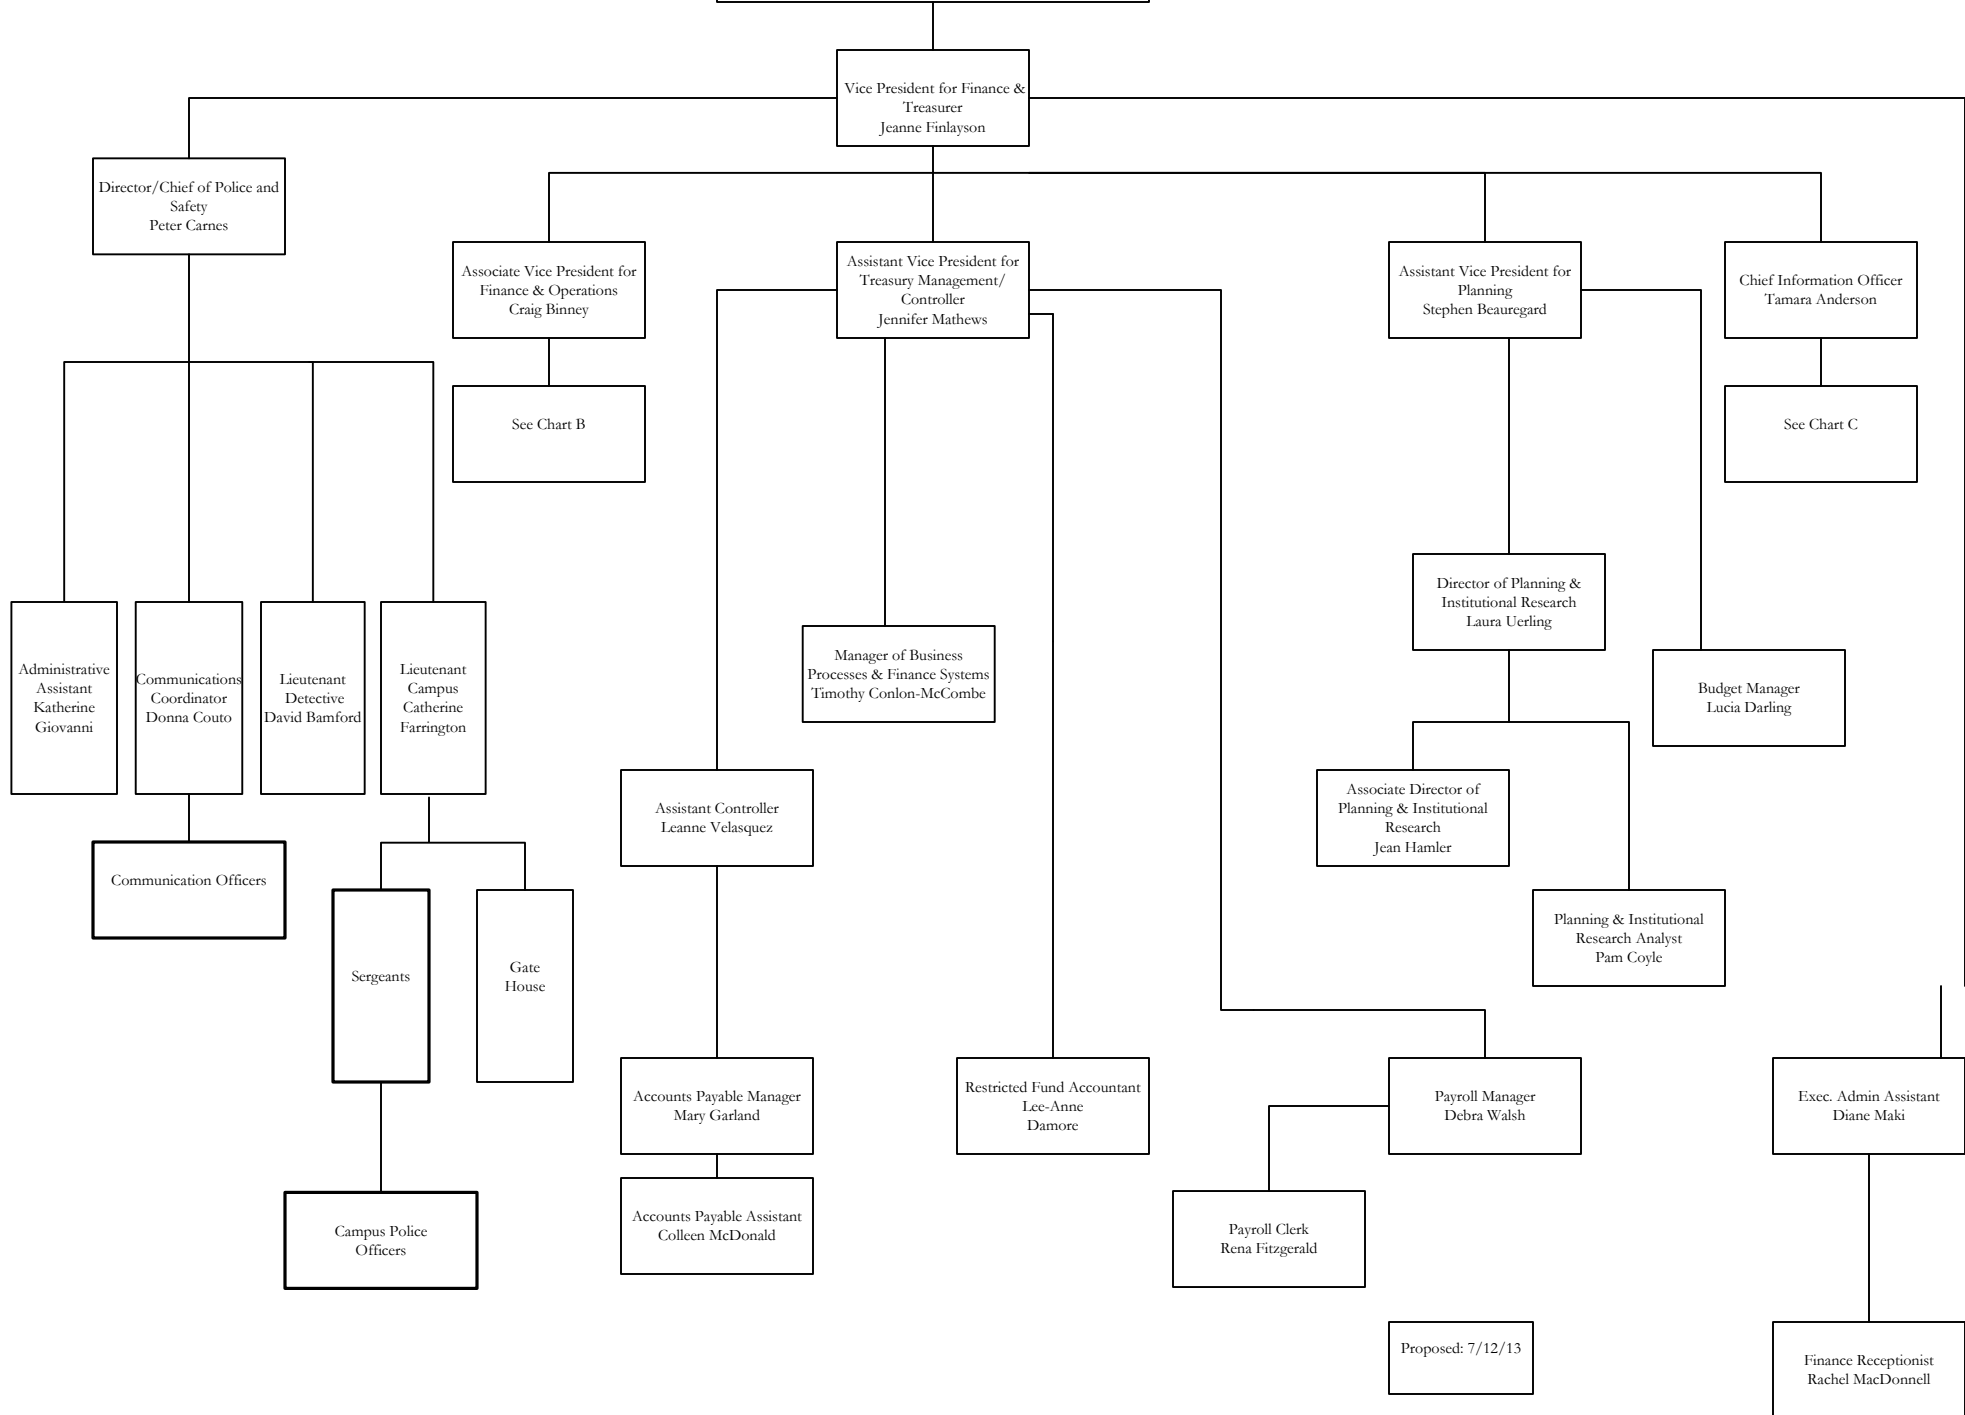 Vice President for Finance &
Treasurer
Jeanne Finlayson
Director/Chief of Police and
Safety
Peter Carnes
Associate Vice President for
Finance & Operations
Craig Binney
Assistant Vice President for
Treasury Management/
Controller
Jennifer Mathews
Assistant Vice President for
Planning
Stephen Beauregard
Chief Information Officer
Tamara Anderson
See Chart B
See Chart C
Director of Planning &
Institutional Research
Laura Uerling
Administrative
Assistant
Katherine
Giovanni
Communications
Coordinator
Donna Couto
Lieutenant
Detective
David Bamford
Lieutenant
Campus
Catherine
Farrington
Manager of Business
Processes & Finance Systems
Timothy Conlon-McCombe
Budget Manager
Lucia Darling
Assistant Controller
Leanne Velasquez
Associate Director of
Planning & Institutional
Research
Jean Hamler
Communication Officers
Planning & Institutional
Research Analyst
Pam Coyle
Sergeants
Gate
House
Accounts Payable Manager
Mary Garland
Restricted Fund Accountant
Lee-Anne
Damore
Payroll Manager
Debra Walsh
Exec. Admin Assistant
Diane Maki
Campus Police
Officers
Accounts Payable Assistant
Colleen McDonald
Payroll Clerk
Rena Fitzgerald
Proposed: 7/12/13
Finance Receptionist
Rachel MacDonnell